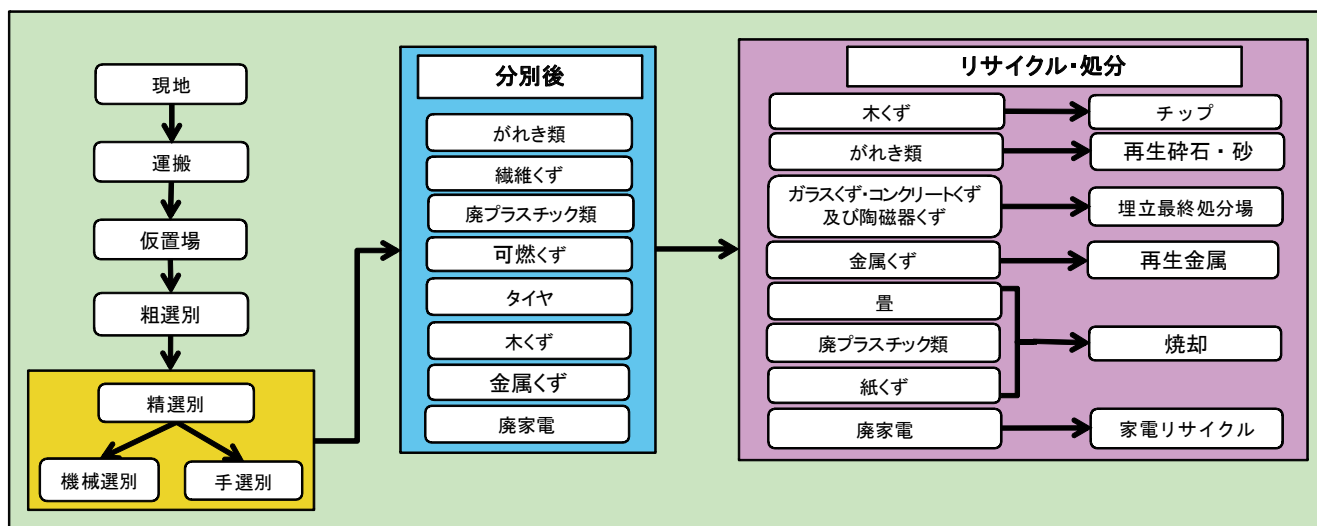 現地
運搬
仮置場
粗選別
精選別
機械選別
手選別
分別後
がれき類
繊維くず
廃プラスチック類
可燃くず
タイヤ
木くず
金属くず
廃家電
リサイクル・処分
木くず
チップ
がれき類
再生砕石・砂
ガラスくず・コンクリートくず
及び陶磁器くず
埋立最終処分場
金属くず
再生金属
畳
廃プラスチック類
紙くず
焼却
廃家電
家電リサイクル